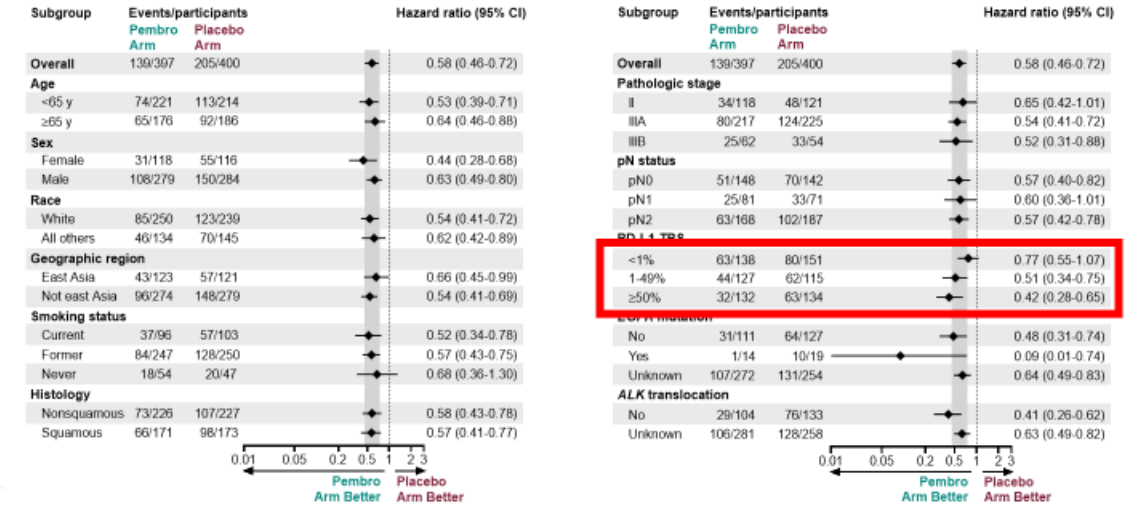 Subgroup Events/participants Hazard ratio (95% CI)
Pembro Placebo
Arm Arm
Overall 139/397 205/400 0.58 (0.46-0.72)
Age
<65 y 74/221 113/214 0.53 (0.39-0.71)
≥65 y 65/176 92/186 0.64 (0.46-0.88)
Sex
Female 31/118 55/116 0.44 (0.28-0.68)
Male 108/279 150/284 0.63 (0.49-0.80)
Race
White 85/250 123/239 0.54 (0.41-0.72)
All others 46/134 70/145 0.62 (0.42-0.89)
Geographic region
East Asia 43/123 57/121 0.66 (0.45-0.99)
Not east Asia 96/274 148/279 0.54 (0.41-0.69)
Smoking status
Current 37/96 57/103 0.52 (0.34-0.78)
Former 84/247 128/250 0.57 (0.43-0.75)
Never 18/54 20/47 0.68 (0.36-1.30)
Histology
Nonsquamous 73/226 107/227 0.58 (0.43-0.78)
Squamous 66/171 98/173 0.57 (0.41-0.77)
0.01 0.05 0.2 0.5 1 2 3
Pembro Placebo
Arm Better Arm Better
Subgroup Events/participants Hazard ratio (95% CI)
Pembro Placebo
Arm Arm
Overall 139/397 205/400 0.58 (0.46-0.72)
Pathologic stage
II 34/118 48/121 0.65 (0.42-1.01)
IIIA 80/217 124/225 0.54 (0.41-0.72)
IIIB 25/62 33/54 0.52 (0.31-0.88)
pN status
pN0 51/148 70/142 0.57 (0.40-0.82)
pN1 25/81 33/71 0.60 (0.36-1.01)
pN2 63/168 102/187 0.57 (0.42-0.78)
PD-L1 TPS
<1% 63/138 80/151 0.77 (0.55-1.07)
1-49% 44/127 62/115 0.51 (0.34-0.75)
≥50% 32/132 63/134 0.42 (0.28-0.65)
EGFR mutation
No 31/111 64/127 0.48 (0.31-0.74)
Yes 1/14 10/19 0.09 (0.01-0.74)
Unknown 107/272 131/254 0.64 (0.49-0.83)
ALK translocation
No 29/104 76/133 0.41 (0.26-0.62)
Unknown 106/281 128/258 0.63 (0.49-0.82)
0.01 0.05 0.2 0.5 1 2 3
Pembro Placebo
Arm Better Arm Better